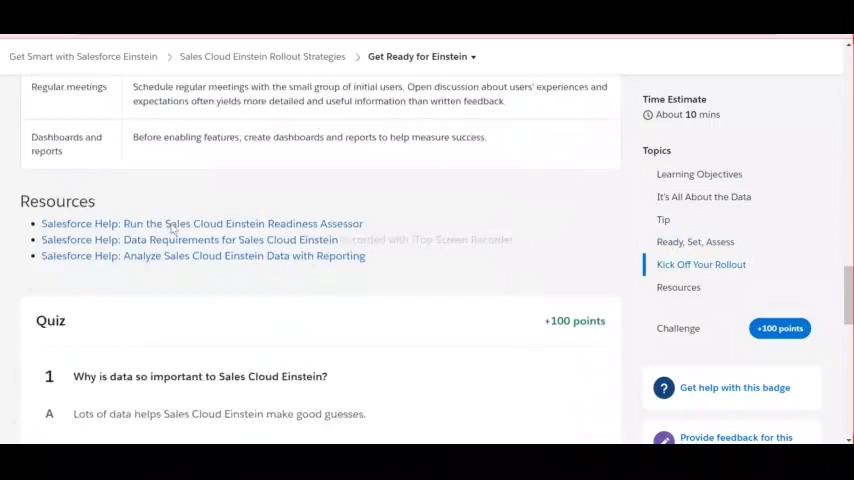 Get Smart with Salesforce Einstein > Sales Cloud Einstein Rollout Strategies > Get Ready for Einstein
Regular meetings
Schedule regular meetings with the small group of initial users. Open discussion about users' experiences and
expectations often yields more detailed and useful information than written feedback.
Dashboards and
reports
Before enabling features, create dashboards and reports to help measure success.
Resources
Salesforce Help: Run the Sales Cloud Einstein Readiness Assessor
Salesforce Help: Data Requirements for Sales Cloud Einstein
recorded with iTop Screen Recorder
Salesforce Help: Analyze Sales Cloud Einstein Data with Reporting
Quiz
+100 points
1 Why is data so important to Sales Cloud Einstein?
A Lots of data helps Sales Cloud Einstein make good guesses.
Time Estimate
About 10 mins
Topics
Learning Objectives
It's All About the Data
Tip
Ready, Set, Assess
Kick Off Your Rollout
Resources
Challenge
+100 points
? Get help with this badge
Provide feedback for this